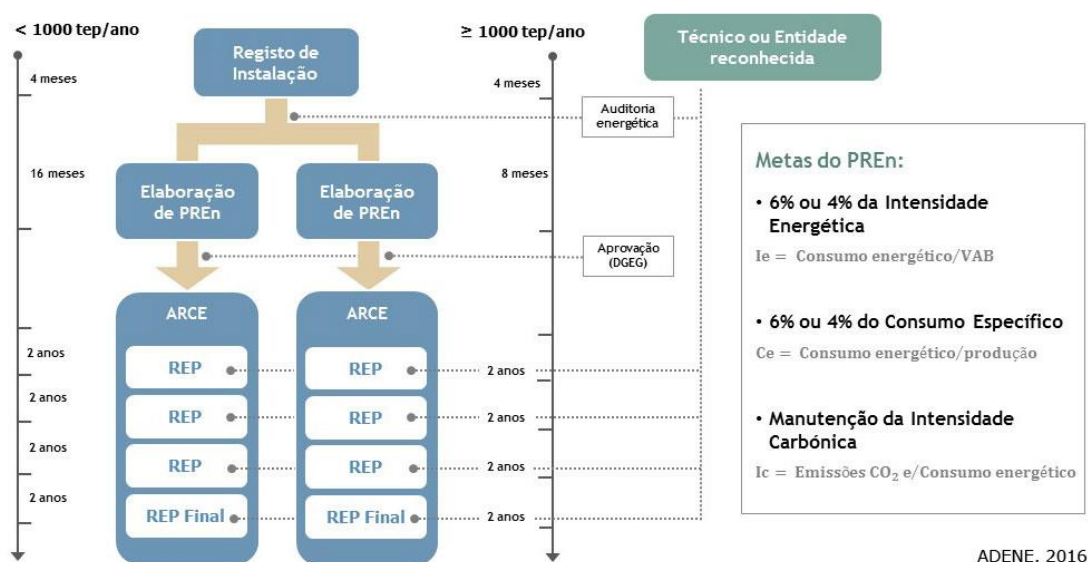 < 1000 tep/ano
≥ 1000 tep/ano
Registo de
Instalação
Técnico ou Entidade
reconhecida
4 meses
4 meses
Auditoria
energética
16 meses
8 meses
Elaboração
de PREn
Elaboração
de PREn
Aprovação
(DGEG)
ARCE
ARCE
2 anos
REP
REP
2 anos
2 anos
REP
REP
2 anos
2 anos
REP
REP
2 anos
2 anos
REP Final
REP Final
2 anos
Metas do PREn:
• 6% ou 4% da Intensidade
Energética
Ie = Consumo energético/VAB
• 6% ou 4% do Consumo Específico
Ce = Consumo energético/produção
• Manutenção da Intensidade
Carbónica
Ic = Emissões CO₂ e/Consumo energético
ADENE, 2016